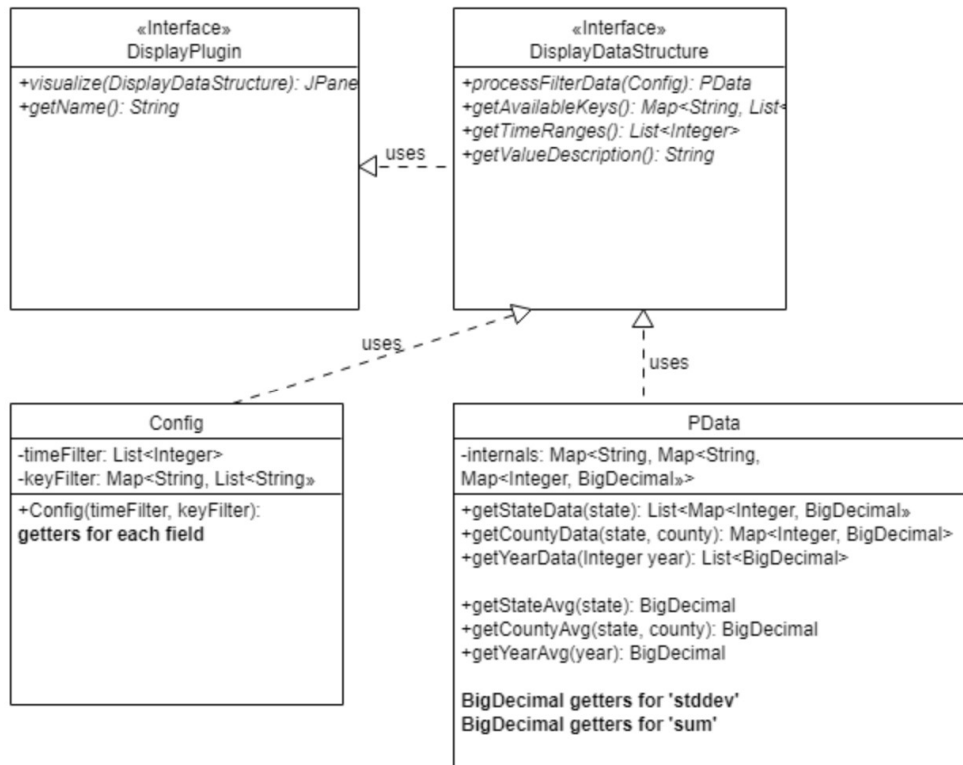 «Interface»
DisplayPlugin
+visualize(DisplayDataStructure): JPane
+getName(): String
«Interface»
DisplayDataStructure
+processFilterData(Config): PData
+getAvailableKeys(): Map<String, List<
+getTimeRanges(): List<Integer>
+getValueDescription(): String
uses
uses
uses
Config
-timeFilter: List<Integer>
-keyFilter: Map<String, List<String»
+Config(timeFilter, keyFilter):
getters for each field
PData
-internals: Map<String, Map<String,
Map<Integer, BigDecimal»>
+getStateData(state): List<Map<Integer, BigDecimal»
+getCountyData(state, county): Map<Integer, BigDecimal>
+getYearData(Integer year): List<BigDecimal>
+getStateAvg(state): BigDecimal
+getCountyAvg(state, county): BigDecimal
+getYearAvg(year): BigDecimal
BigDecimal getters for 'stddev'
BigDecimal getters for 'sum'